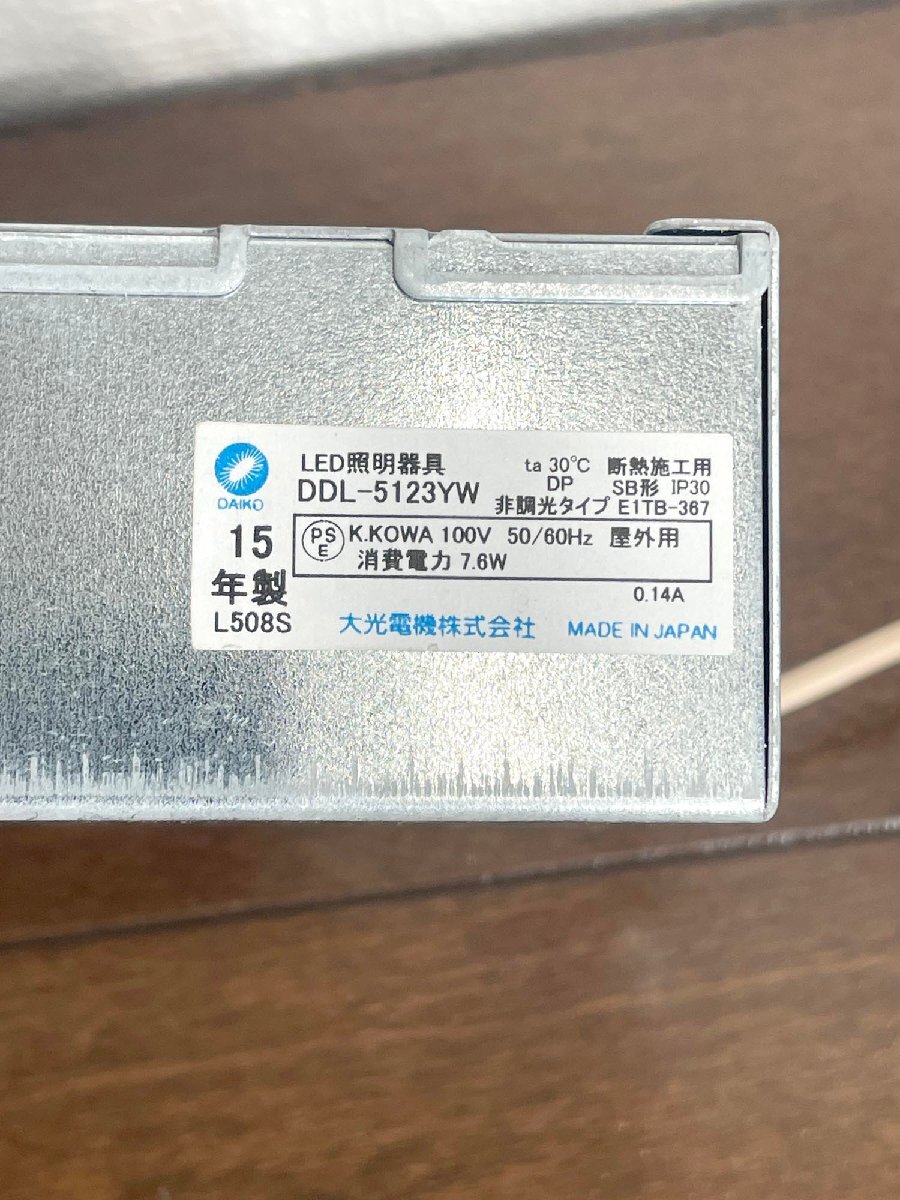 LED照明器具
DDL-5123YW
ta 30℃ 断熱施工用
DP SB形 IP30
非調光タイプ E1TB-367
DAIKO
15
年製
L508S
PS
E
K.KOWA 100V 50/60Hz 屋外用
消費電力 7.6W
0.14A
大光電機株式会社 MADE IN JAPAN